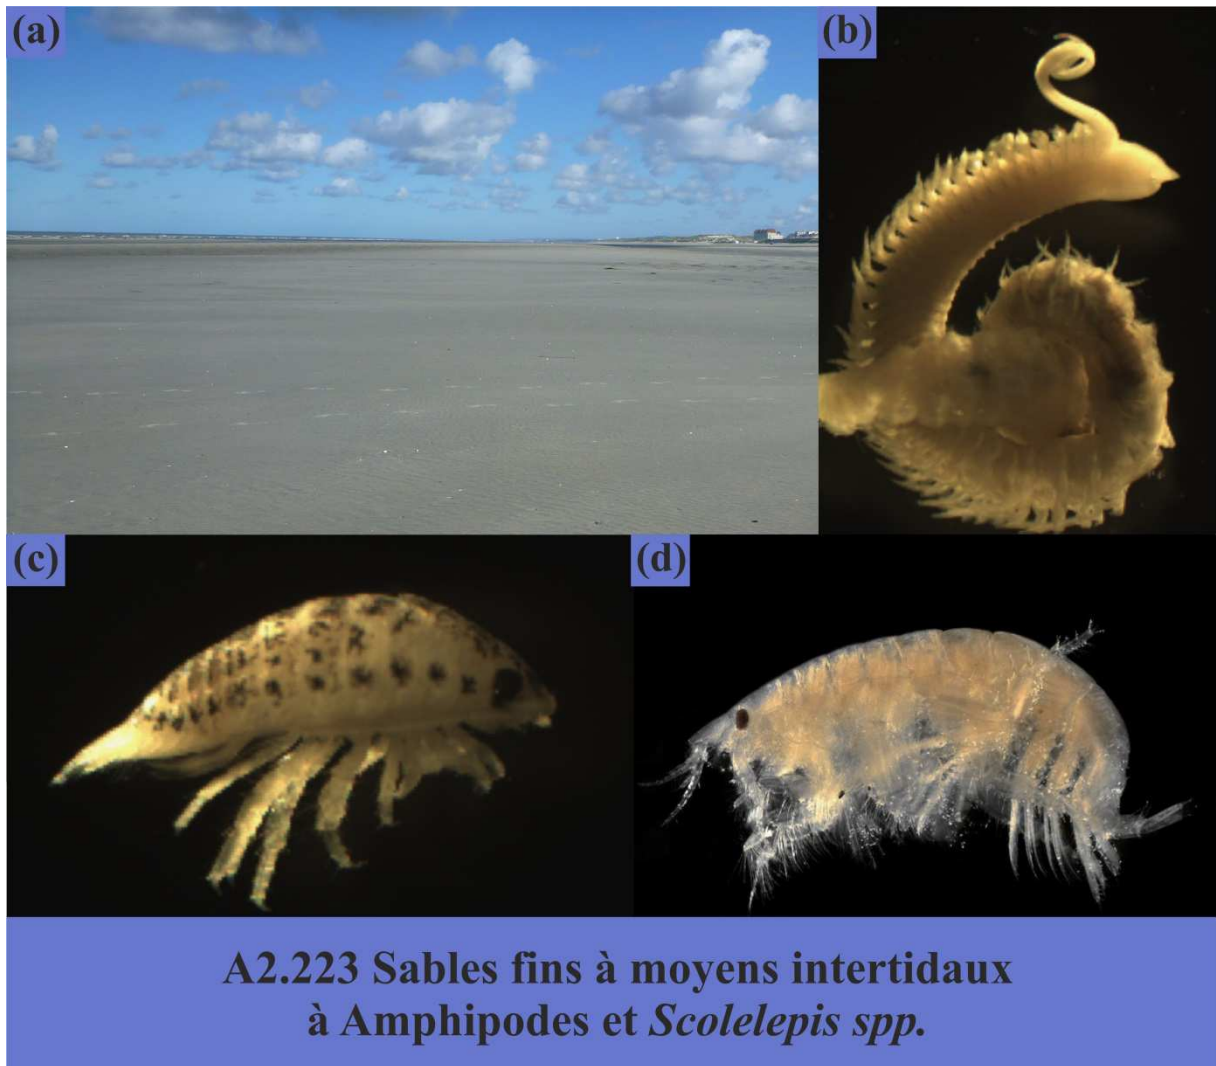 (a)
(b)
(c)
(d)
A2.223 Sables fins à moyens intertidaux
à Amphipodes et Scolelepis spp.